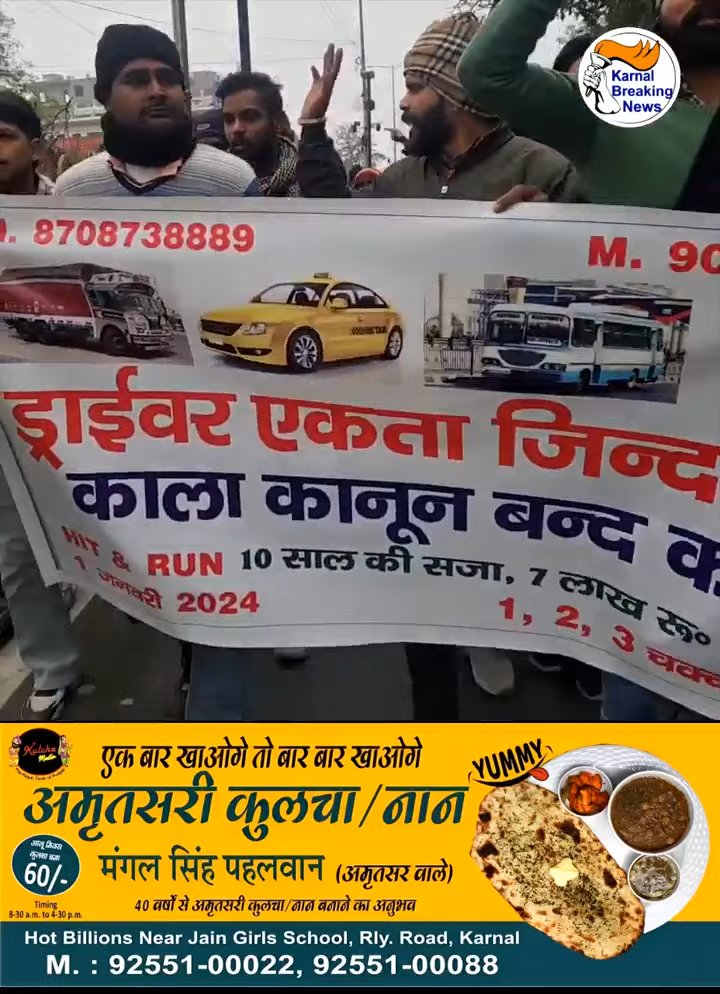 Karnal
Breaking
News
M. 8708738889
M. 90
ड्राईवर एकता जिन्द
काला कानून बन्द क
HIT & RUN 10 साल की सजा, 7 लाख रू०
1 जनवरी 2024
1, 2, 3 चक्क
Kulcha
एक बार खाओगे तो बार बार खाओगे
YUMMY
अमृतसरी कुलचा/नान
60/-
मंगल सिंह पहलवान (अमृतसर वाले)
Timing
8-30 a.m. to 4-30 p.m.
40 वर्षों से अमृतसरी कुलचा/नान बनाने का अनुभव
Hot Billions Near Jain Girls School, Rly. Road, Karnal
M. : 92551-00022, 92551-00088